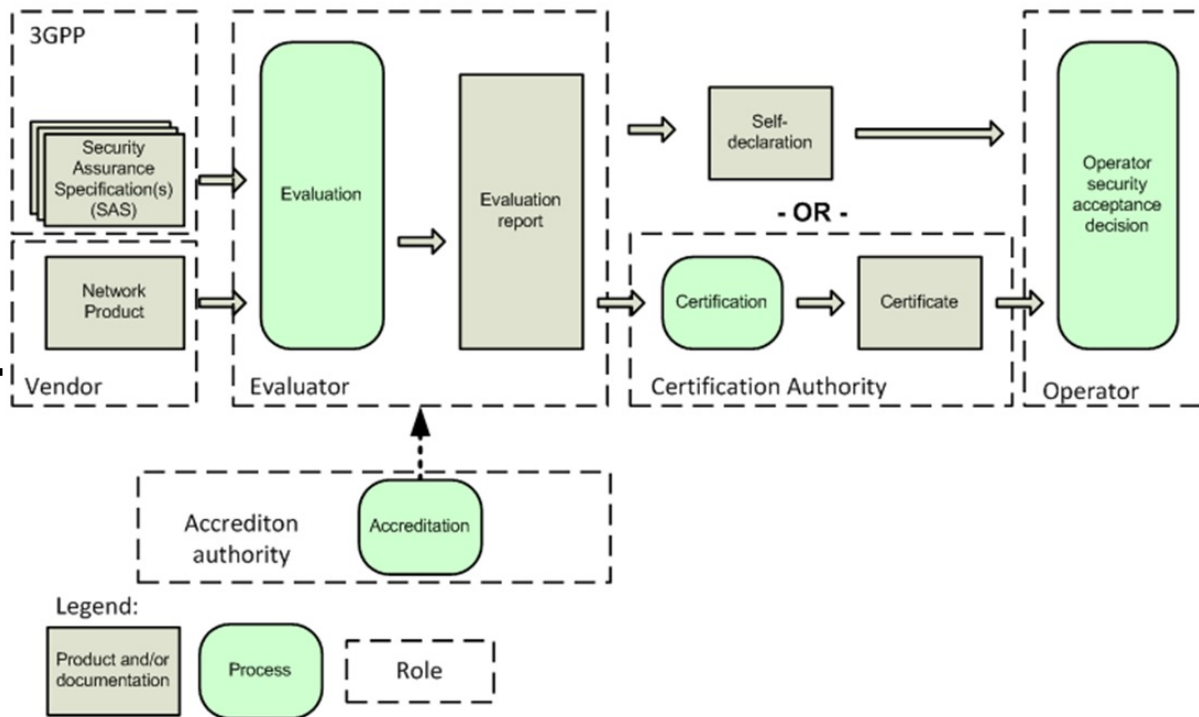 3GPP
Security
Assurance
Specification(s)
(SAS)
Network
Product
Vendor
Evaluation
Evaluation
report
Evaluator
Self-
declaration
- OR -
Certification
Certificate
Certification Authority
Operator
security
acceptance
decision
Operator
Accrediton
authority
Accreditation
Legend:
Product and/or
documentation
Process
Role